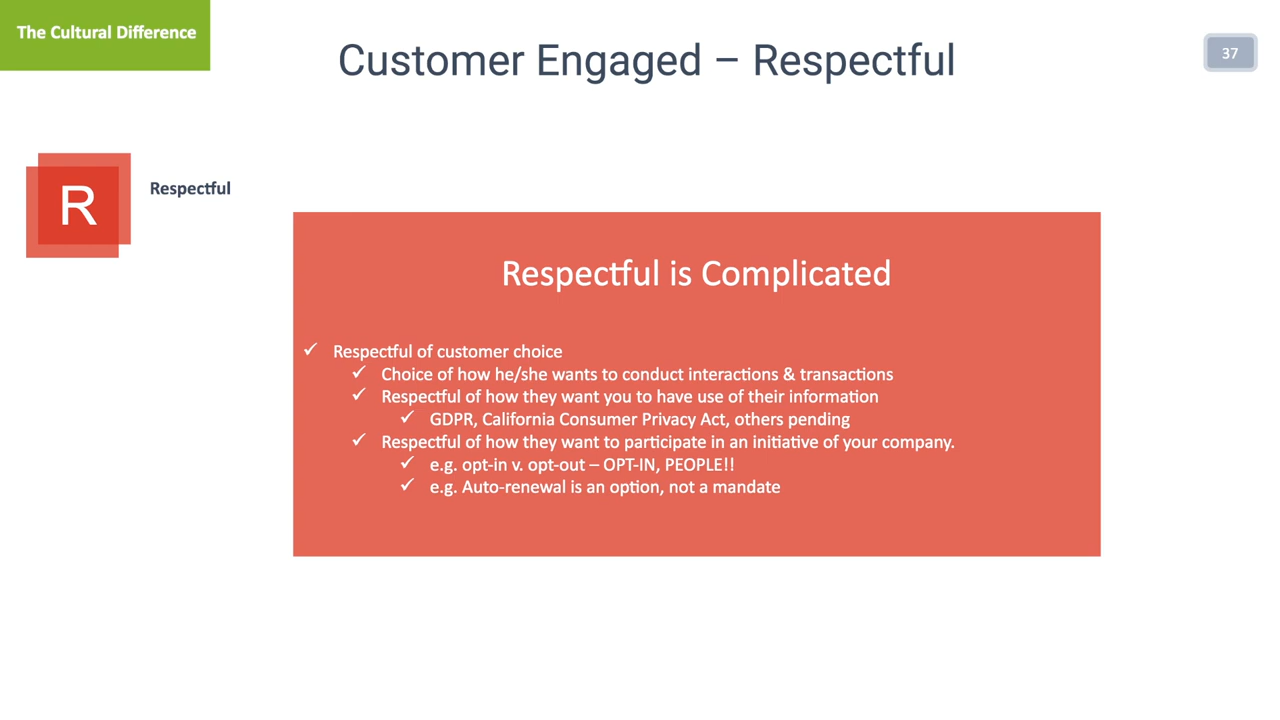 The Cultural Difference
Customer Engaged – Respectful
37
R
Respectful
Respectful is Complicated
✓ Respectful of customer choice
✓ Choice of how he/she wants to conduct interactions & transactions
✓ Respectful of how they want you to have use of their information
✓ GDPR, California Consumer Privacy Act, others pending
✓ Respectful of how they want to participate in an initiative of your company.
✓ e.g. opt-in v. opt-out – OPT-IN, PEOPLE!!
✓ e.g. Auto-renewal is an option, not a mandate